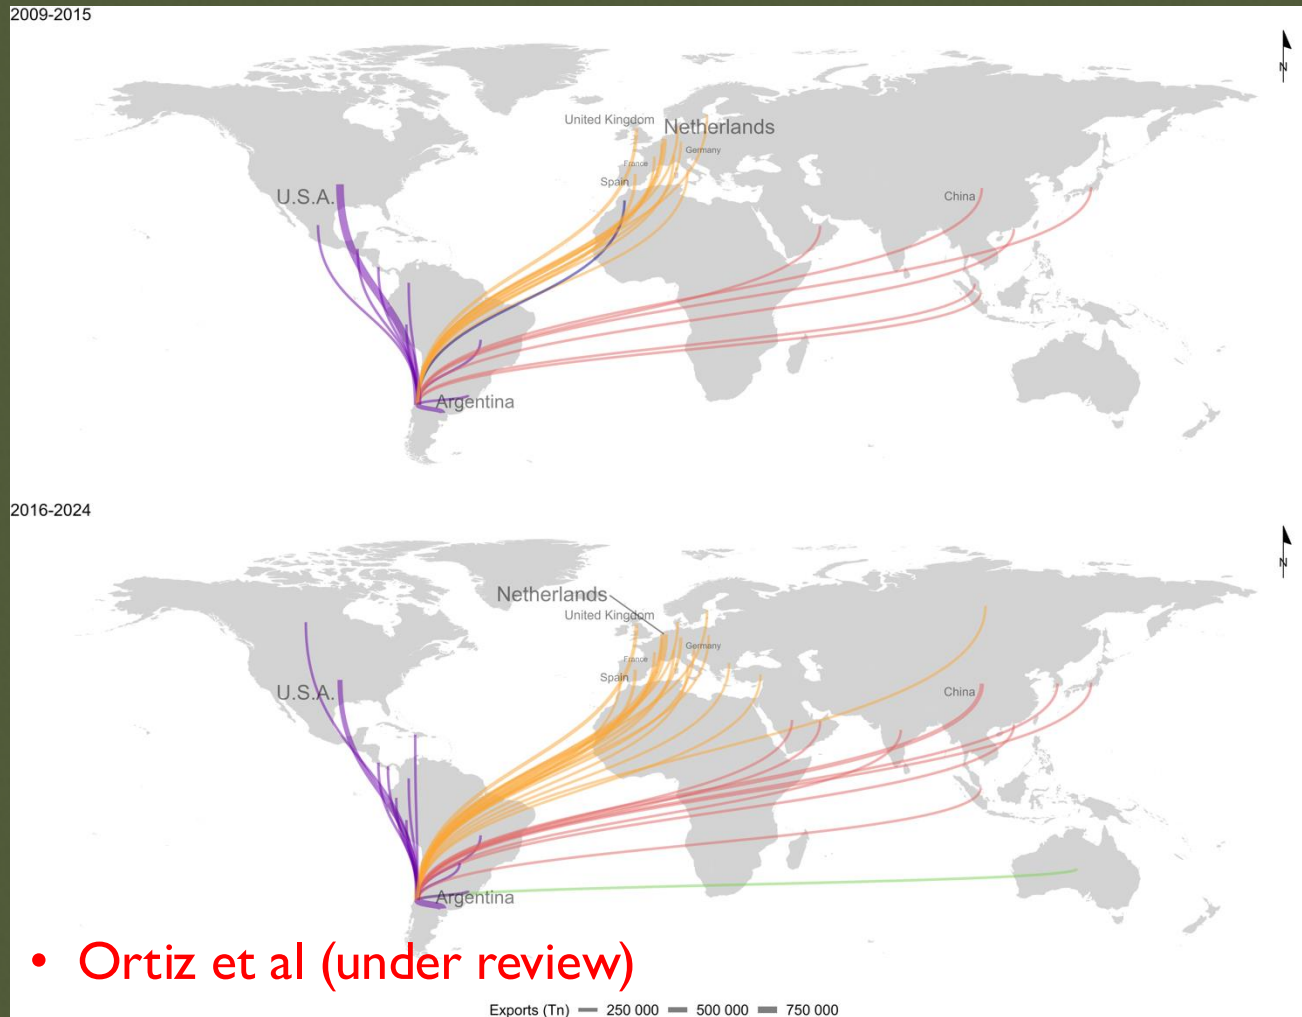 2009-2015
N
United Kingdom
Netherlands
Germany
France
Spain
U.S.A.
China
Argentina
2016-2024
N
Netherlands
United Kingdom
Germany
France
Spain
U.S.A.
China
Argentina
• Ortiz et al (under review)
Exports (Tn) 250 000 500 000 750 000